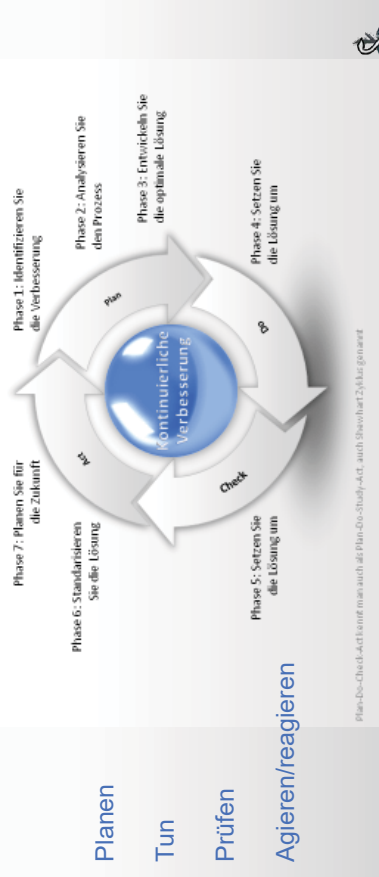 Planen
Tun
Prüfen
Agieren/reagieren
Phase 1: Identifizieren Sie
die Verbesserung
Phase 2: Analysieren Sie
den Prozess
Phase 3: Entwickeln Sie
die optimale Lösung
Phase 4: Setzen Sie
die Lösung um
Phase 5: Setzen Sie
die Lösung um
Phase 6: Standarisieren
Sie die Lösung
Phase 7: Planen Sie für
die Zukunft
Plan
Do
Check
Act
Kontinuierliche
Verbesserung
Plan-Do-Check-Act kennt man auch als Plan-Do-Study-Act, auch Shewhart Zyklus genannt